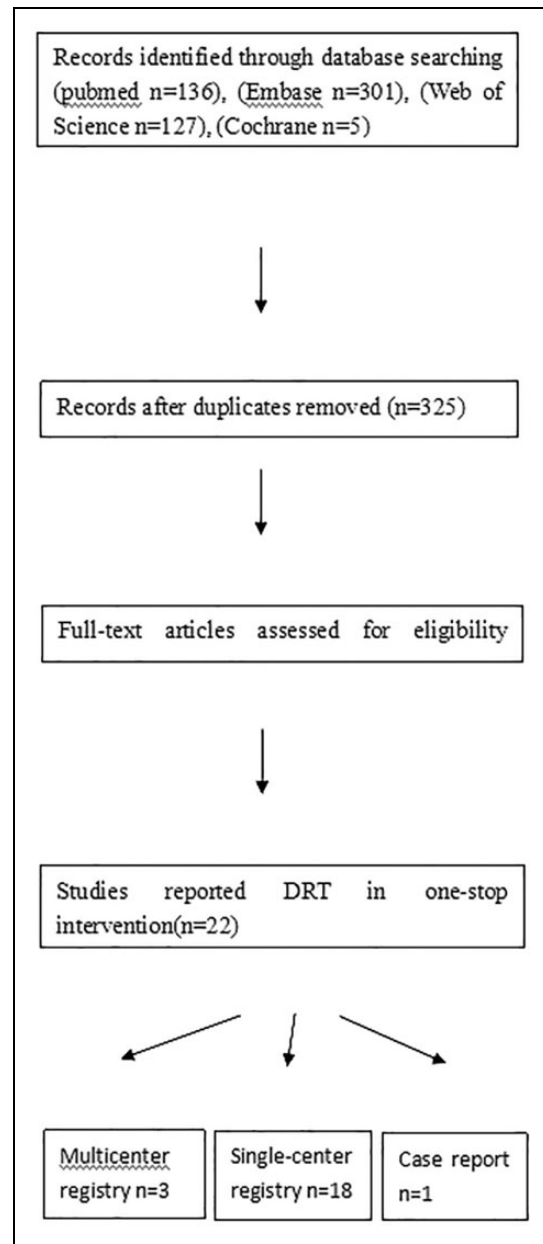 Records identified through database searching
(pubmed n=136), (Embase n=301), (Web of
Science n=127), (Cochrane n=5)
Records after duplicates removed (n=325)
Full-text articles assessed for eligibility
Studies reported DRT in one-stop
intervention(n=22)
Multicenter
registry n=3
Single-center
registry n=18
Case report
n=1